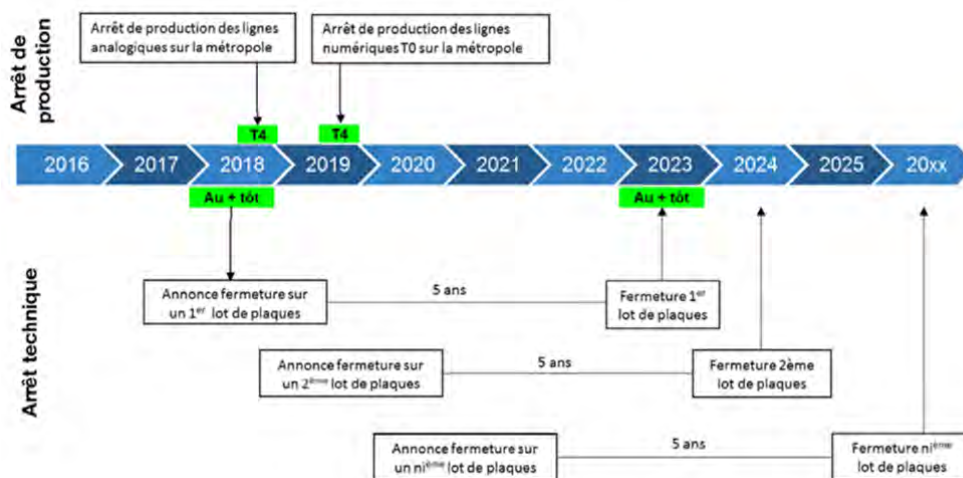 Arrêt de
production
Arrêt de production des lignes
analogiques sur la métropole
Arrêt de production des lignes
numériques T0 sur la métropole
T4
T4
2016
2017
2018
2019
2020
2021
2022
2023
2024
2025
20xx
Au + tôt
Au + tôt
Arrêt technique
Annonce fermeture sur
un 1er lot de plaques
5 ans
Fermeture 1er
lot de plaques
Annonce fermeture sur
un 2ème lot de plaques
5 ans
Fermeture 2ème
lot de plaques
Annonce fermeture sur
un nième lot de plaques
5 ans
Fermeture nième
lot de plaques